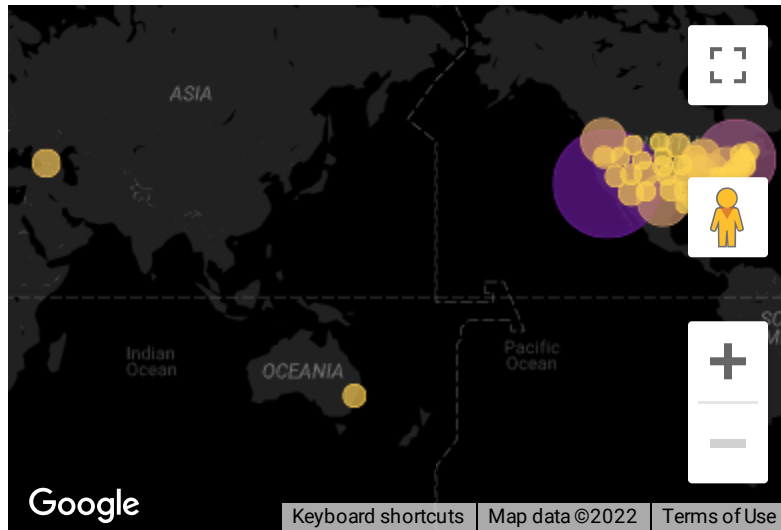 ASIA
Indian
Ocean
OCEANIA
Pacific
Ocean
Google
Keyboard shortcuts
Map data ©2022
Terms of Use